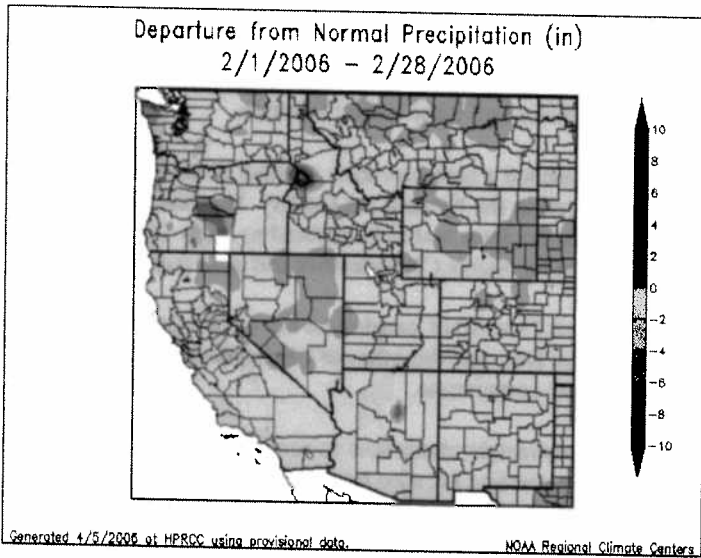 Departure from Normal Precipitation (in)
2/1/2006 – 2/28/2006
10
8
6
4
2
0
-2
-4
-6
-8
-10
Generated 4/5/2006 at HPRCC using provisional data.
NOAA Regional Climate Centers